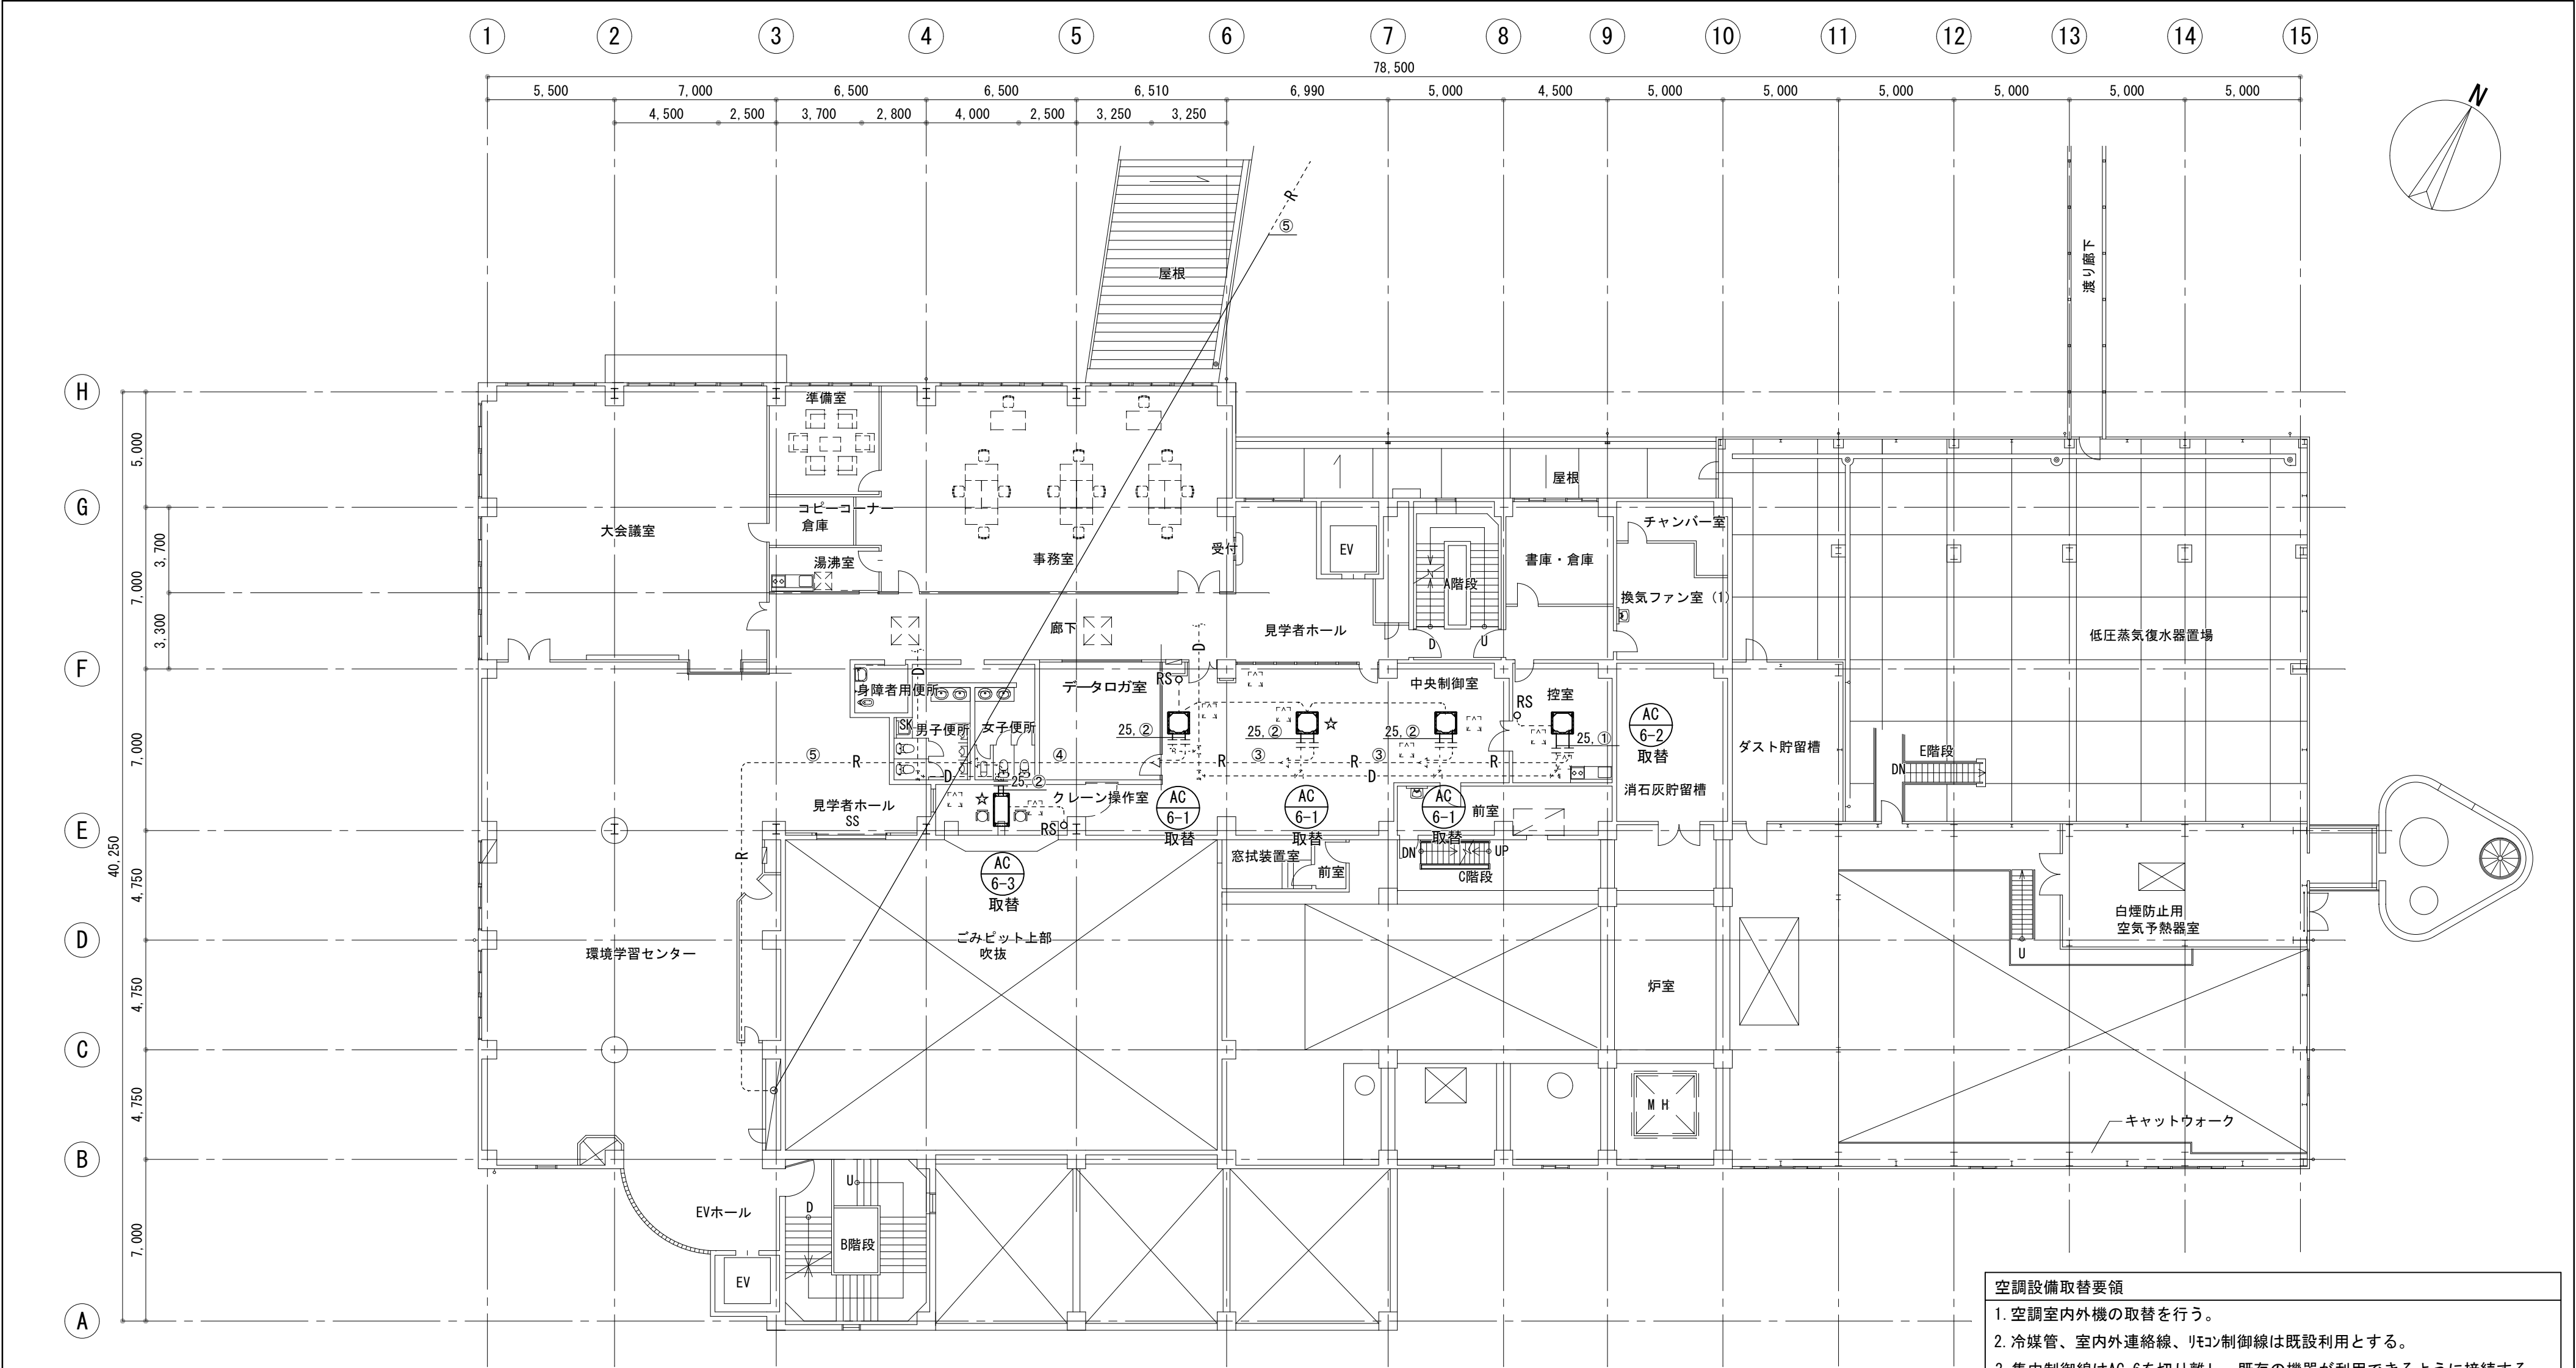 1 2 3 4 5 6 7 8 9 10 11 12 13 14 15
78,500
5,500 7,000 6,500 6,500 6,510 6,990 5,000 4,500 5,000 5,000 5,000 5,000 5,000 5,000
4,500 2,500 3,700 2,800 4,000 2,500 3,250 3,250
N
R
⑤
屋根
渡り廊下
H
準備室
5,000
屋根
G
コピーコーナー
倉庫
大会議室
チャンバー室
3,700
受付
EV
事務室
書庫・倉庫
湯沸室
A階段
7,000
換気ファン室(1)
3,300
廊下
見学者ホール
低圧蒸気復水器置場
D
U
D
F
D
RS
データロガ室
中央制御室
身障者用便所
控室
RS
AC
6-2
取替
SK
男子便所
女子便所
25,②
25,②
☆
25,②
25,①
7,000
ダスト貯留槽
E階段
⑤
④
③
③
R
R
R
R
D
D
DN
25,②
消石灰貯留槽
見学者ホール
SS
☆
クレーン操作室
AC
6-1
取替
AC
6-1
取替
AC
6-1
取替
前室
RS
E
40,250
R
DN
UP
窓拭装置室
前室
C階段
AC
6-3
取替
4,750
白煙防止用
空気予熱器室
D
ごみピット上部
吹抜
環境学習センター
U
炉室
4,750
C
4,750
MH
キャットウォーク
B
U
D
EVホール
7,000
B階段
EV
空調設備取替要領
1.空調室内外機の取替を行う。
A
2.冷媒管、室内外連絡線、ﾘﾓｺﾝ制御線は既設利用とする。